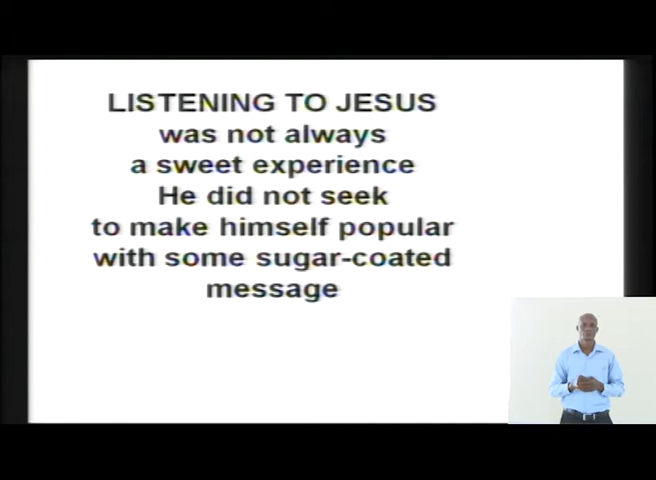 LISTENING TO JESUS
was not always
a sweet experience
He did not seek
to make himself popular
with some sugar-coated
message